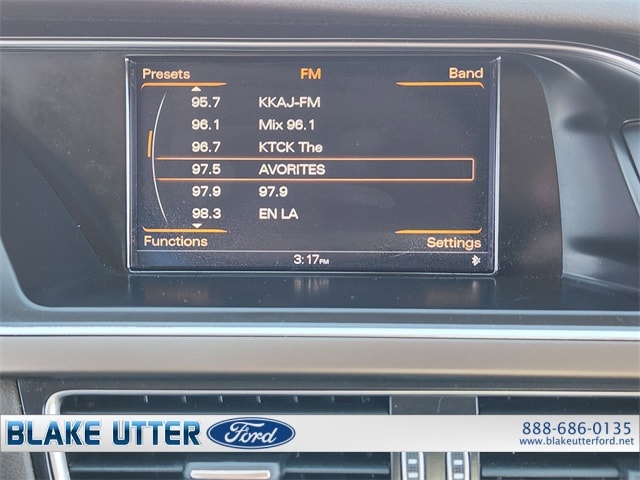 Presets FM Band
95.7 KKAJ-FM
96.1 Mix 96.1
96.7 KTCK The
97.5 AVORITES
97.9 97.9
98.3 EN LA
Functions Settings
3:17PM
BLAKE UTTER Ford 888-686-0135
www.blakeutterford.net